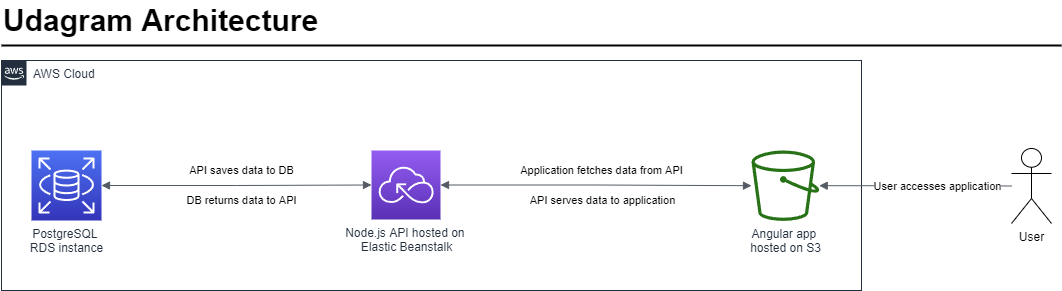 Udagram Architecture
aws
AWS Cloud
API saves data to DB
DB returns data to API
Application fetches data from API
API serves data to application
User accesses application
PostgreSQL
RDS instance
Node.js API hosted on
Elastic Beanstalk
Angular app
hosted on S3
User